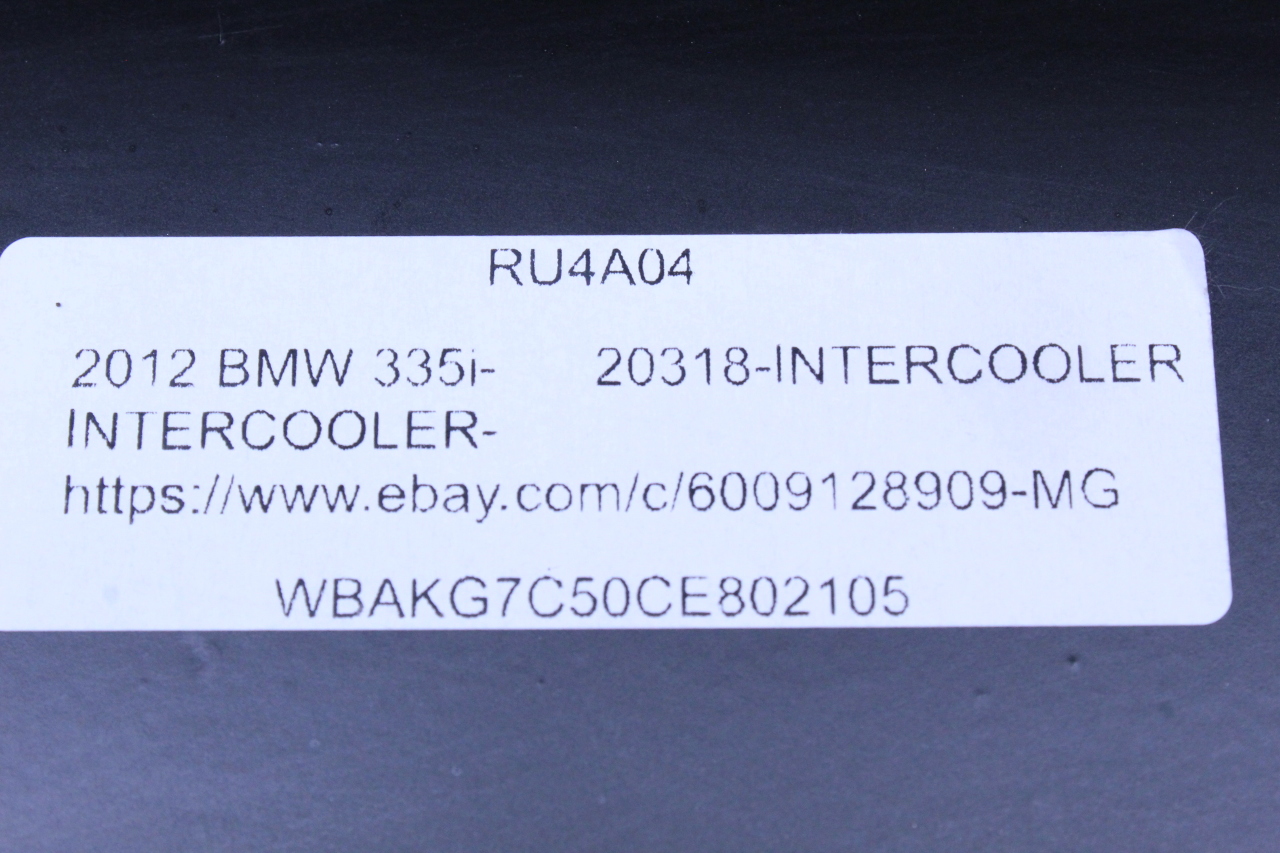 RU4A04
2012 BMW 335i- 20318-INTERCOOLER
INTERCOOLER-
https://www.ebay.com/c/6009128909-MG
WBAKG7C50CE802105